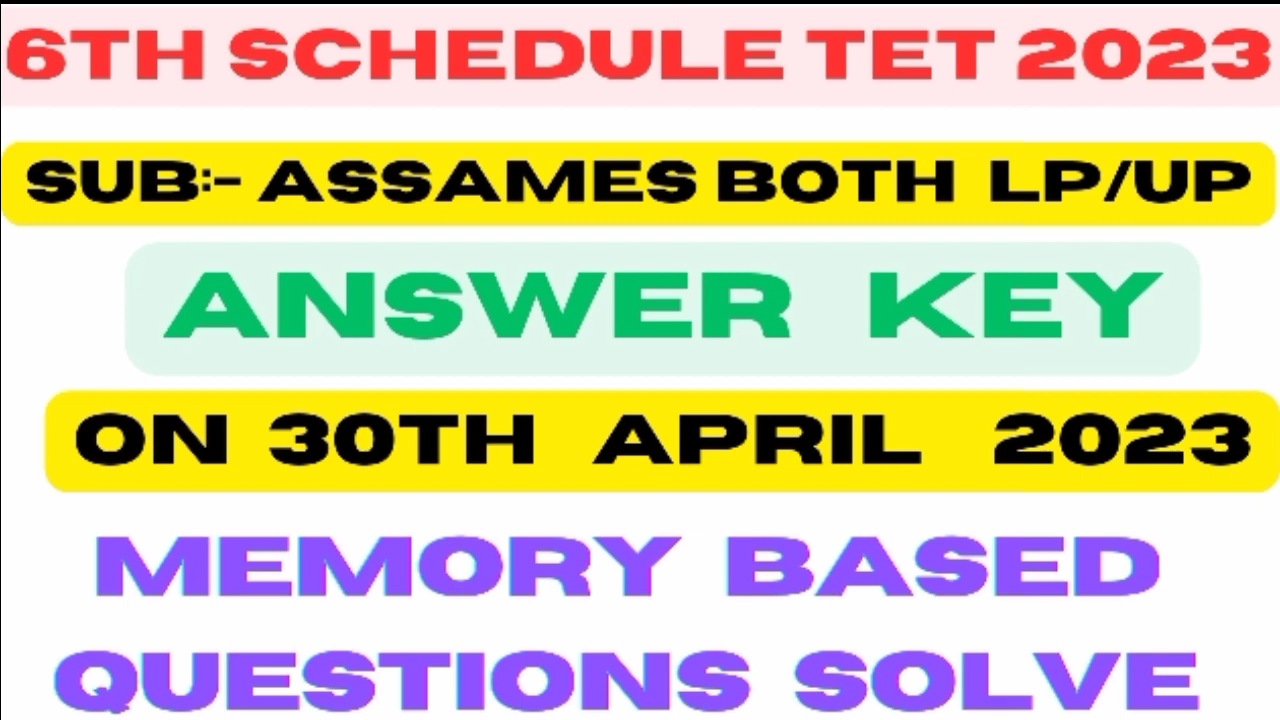 6TH SCHEDULE TET 2023
SUB:- ASSAMES BOTH LP/UP
ANSWER KEY
ON 30TH APRIL 2023
MEMORY BASED
QUESTIONS SOLVE